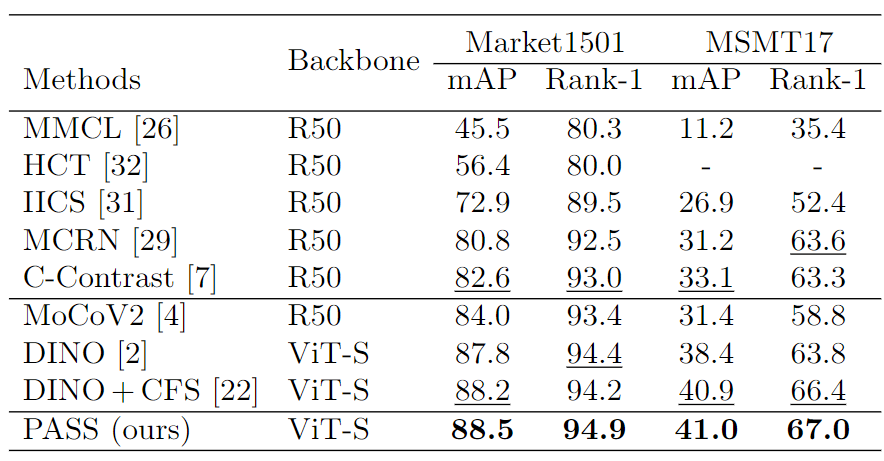 Methods Backbone Market1501 MSMT17
mAP Rank-1 mAP Rank-1
MMCL [26] R50 45.5 80.3 11.2 35.4
HCT [32] R50 56.4 80.0 - -
IICS [31] R50 72.9 89.5 26.9 52.4
MCRN [29] R50 80.8 92.5 31.2 63.6
C-Contrast [7] R50 82.6 93.0 33.1 63.3
MoCoV2 [4] R50 84.0 93.4 31.4 58.8
DINO [2] ViT-S 87.8 94.4 38.4 63.8
DINO + CFS [22] ViT-S 88.2 94.2 40.9 66.4
PASS (ours) ViT-S 88.5 94.9 41.0 67.0